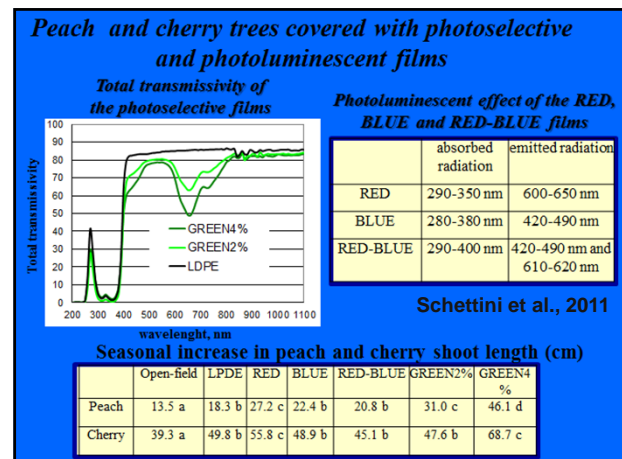 Peach and cherry trees covered with photoselective
and photoluminescent films
Total transmissivity of
the photoselective films
Total transmissivity
100
90
80
70
60
50
40
30
20
10
0
GREEN4%
GREEN2%
LDPE
200 300 400 500 600 700 800 900 1000 1100
wavelenght, nm
Photoluminescent effect of the RED,
BLUE and RED-BLUE films
absorbed emitted radiation
radiation
RED 290-350 nm 600-650 nm
BLUE 280-380 nm 420-490 nm
RED-BLUE 290-400 nm 420-490 nm and
610-620 nm
Schettini et al., 2011
Seasonal increase in peach and cherry shoot length (cm)
Open-field LPDE RED BLUE RED-BLUE GREEN2% GREEN4
%
Peach 13.5 a 18.3 b 27.2 c 22.4 b 20.8 b 31.0 c 46.1 d
Cherry 39.3 a 49.8 b 55.8 c 48.9 b 45.1 b 47.6 b 68.7 c